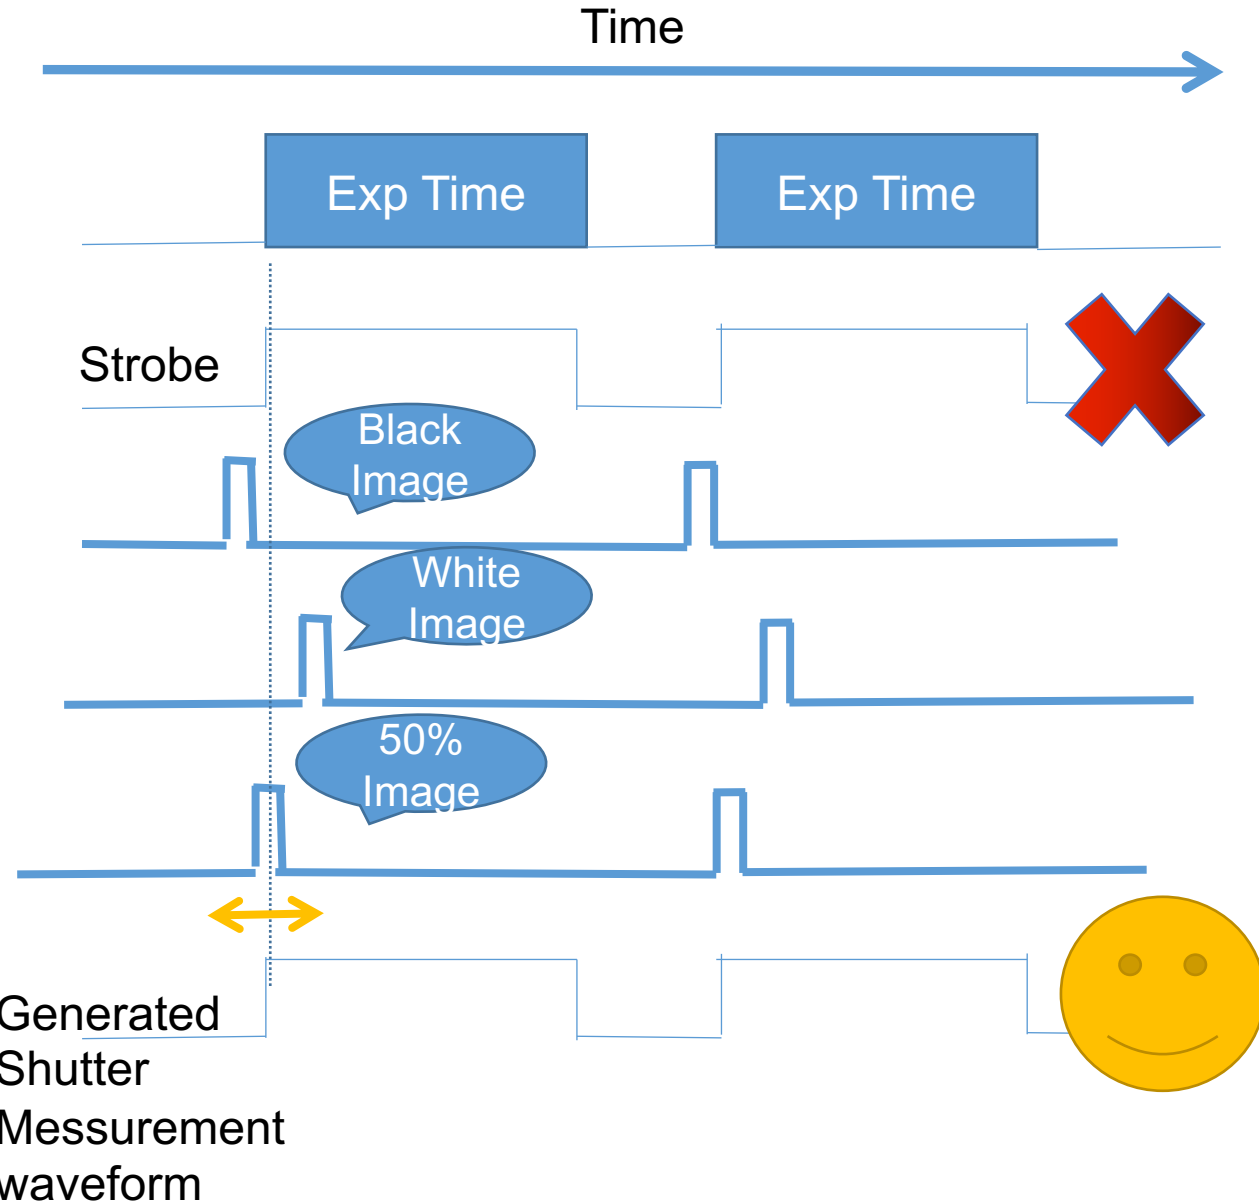 Time
Exp Time
Exp Time
Strobe
Black
Image
White
Image
50%
Image
Generated
Shutter
Messurement
waveform